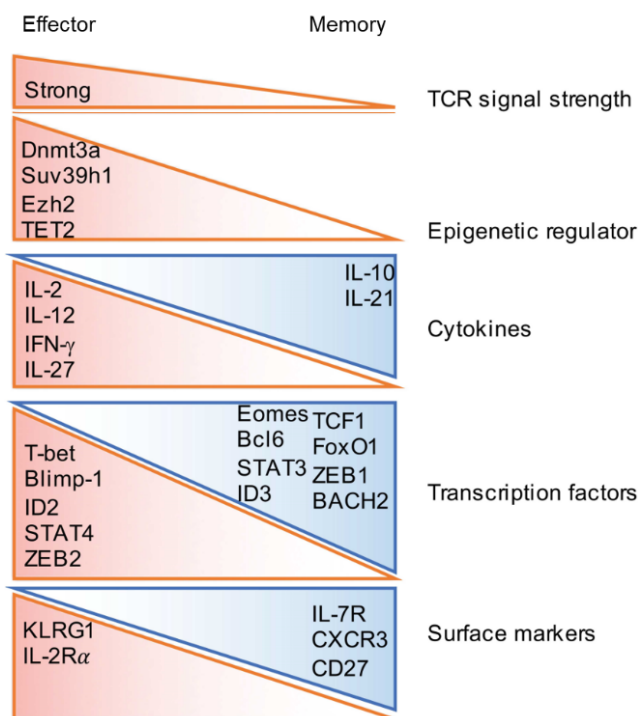 Effector Memory
Strong
TCR signal strength
Dnmt3a
Suv39h1
Ezh2
TET2
Epigenetic regulator
IL-10
IL-21
IL-2
IL-12
IFN-γ
IL-27
Cytokines
Eomes
Bcl6
STAT3
ID3
TCF1
FoxO1
ZEB1
BACH2
T-bet
Blimp-1
ID2
STAT4
ZEB2
Transcription factors
IL-7R
CXCR3
CD27
KLRG1
IL-2Rα
Surface markers